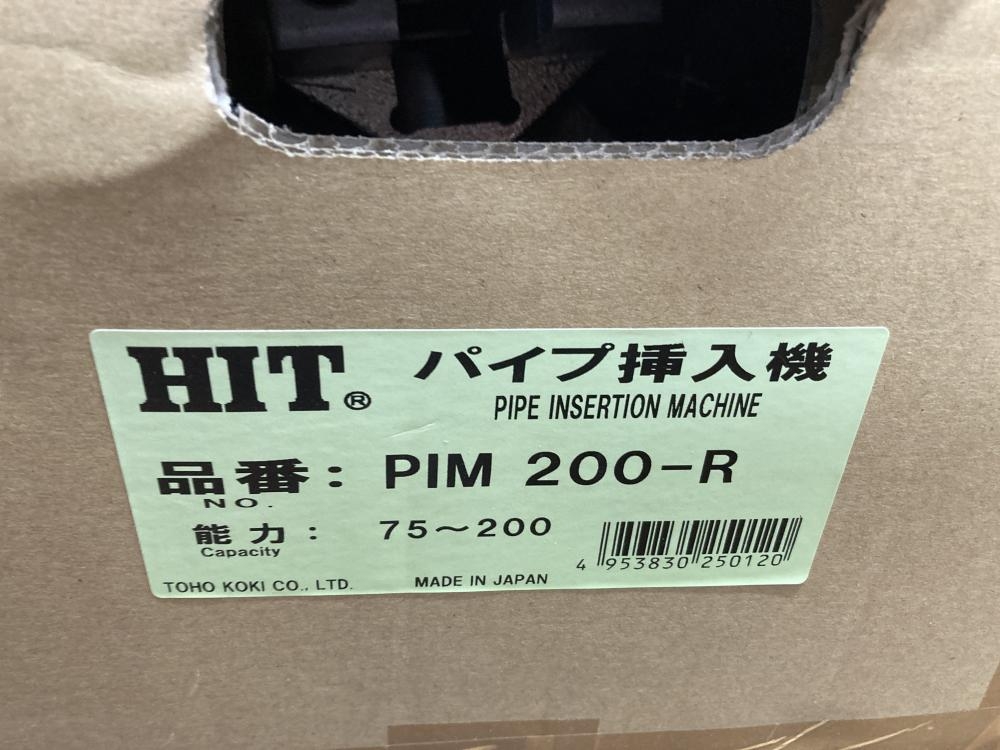 HIT® パイプ挿入機
PIPE INSERTION MACHINE
品番: PIM 200-R
NO.
能力: 75～200
Capacity
4 953830 250120
TOHO KOKI CO., LTD. MADE IN JAPAN